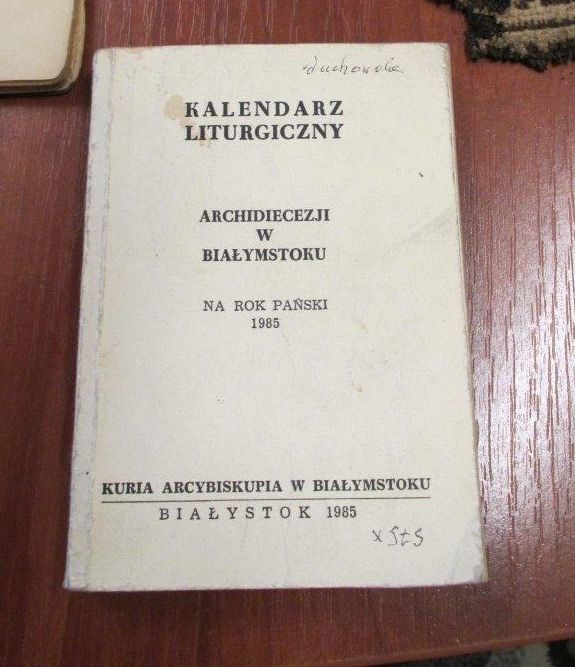 KALENDARZ
LITURGICZNY
ARCHIDIECEZJI
W
BIAŁYMSTOKU
NA ROK PAŃSKI
1985
KURIA ARCYBISKUPIA W BIAŁYMSTOKU
BIAŁYSTOK 1985